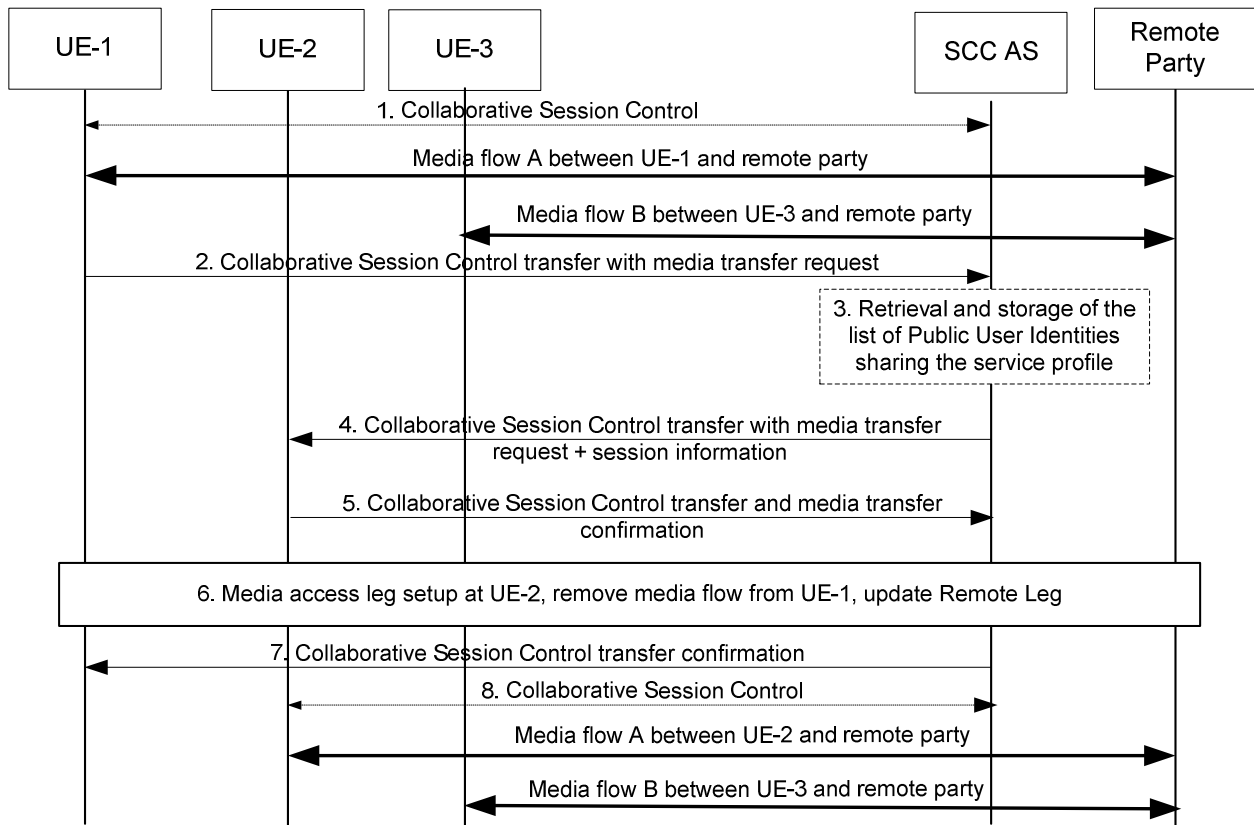 UE-1
UE-2
UE-3
SCC AS
Remote
Party
1. Collaborative Session Control
Media flow A between UE-1 and remote party
Media flow B between UE-3 and remote party
2. Collaborative Session Control transfer with media transfer request
3. Retrieval and storage of the
list of Public User Identities
sharing the service profile
4. Collaborative Session Control transfer with media transfer
request + session information
5. Collaborative Session Control transfer and media transfer
confirmation
6. Media access leg setup at UE-2, remove media flow from UE-1, update Remote Leg
7. Collaborative Session Control transfer confirmation
8. Collaborative Session Control
Media flow A between UE-2 and remote party
Media flow B between UE-3 and remote party